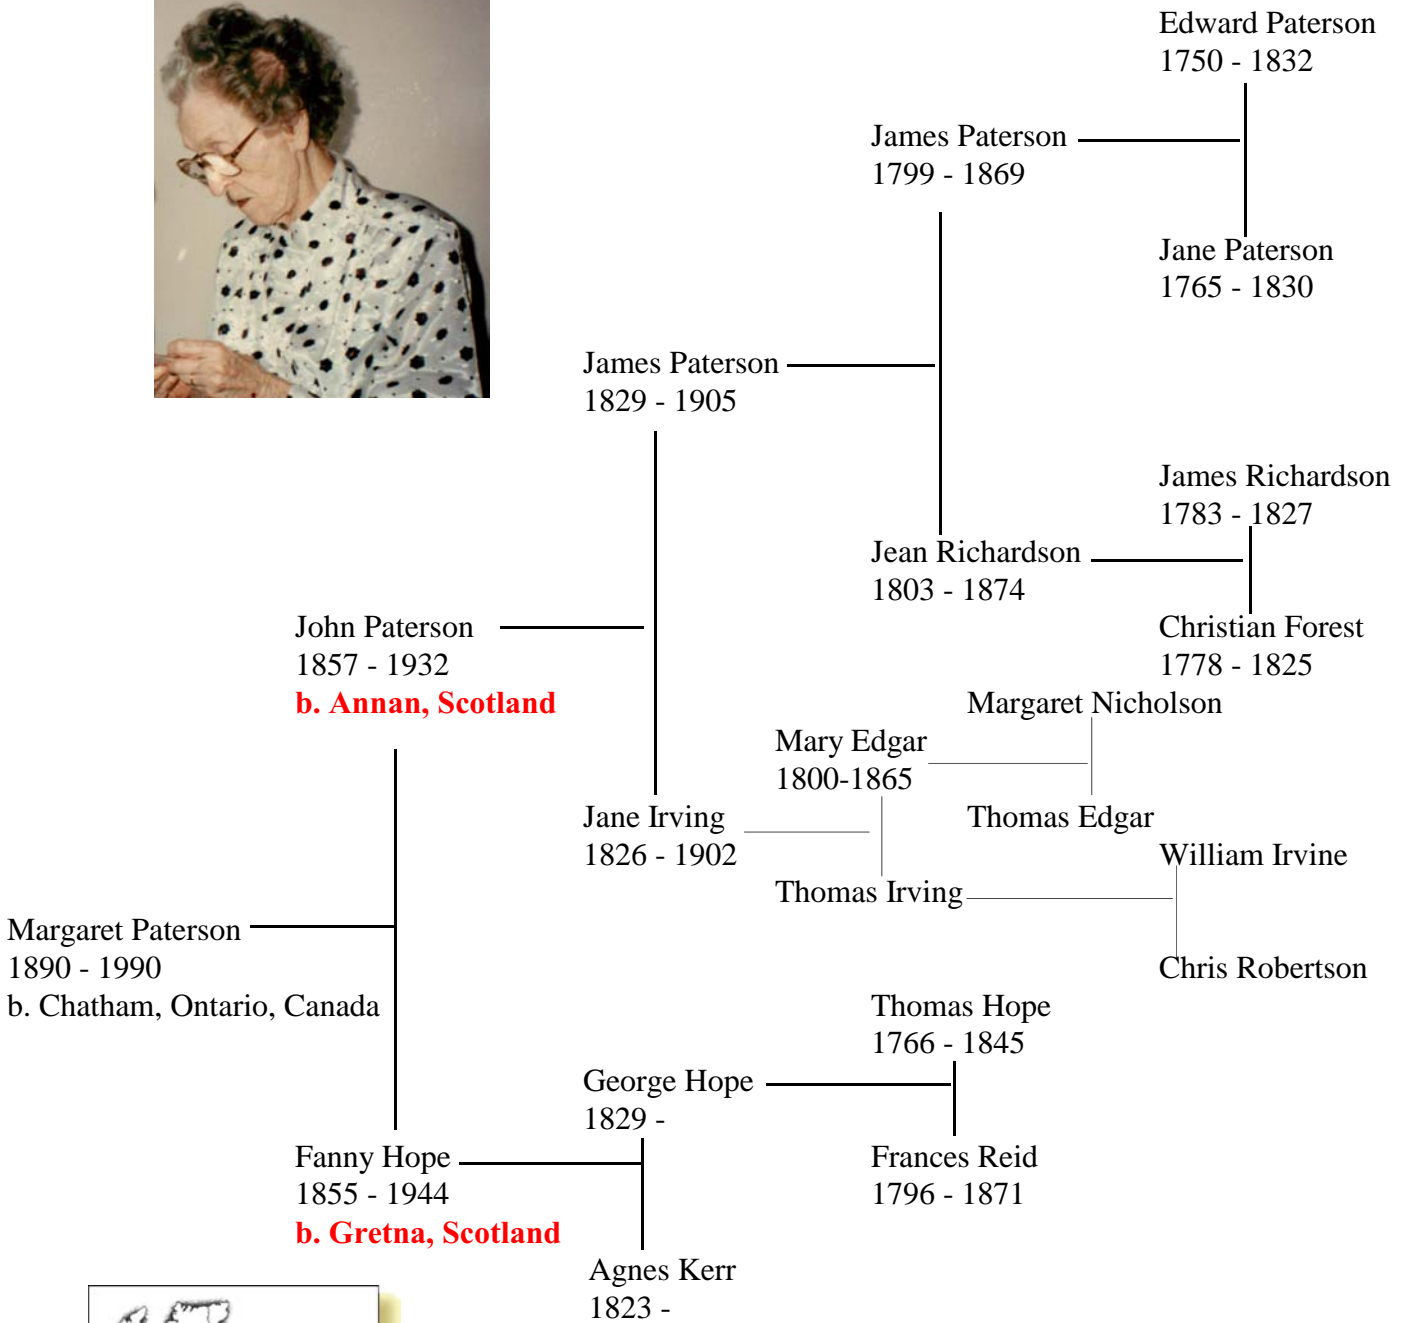 Edward Paterson
1750 - 1832
James Paterson
1799 - 1869
Jane Paterson
1765 - 1830
James Paterson
1829 - 1905
James Richardson
1783 - 1827
Jean Richardson
1803 - 1874
John Paterson
1857 - 1932
b. Annan, Scotland
Christian Forest
1778 - 1825
Margaret Nicholson
Mary Edgar
1800-1865
Jane Irving
1826 - 1902
Thomas Edgar
William Irvine
Thomas Irving
Margaret Paterson
1890 - 1990
b. Chatham, Ontario, Canada
Chris Robertson
Thomas Hope
1766 - 1845
George Hope
1829 -
Fanny Hope
1855 - 1944
b. Gretna, Scotland
Frances Reid
1796 - 1871
Agnes Kerr
1823 -